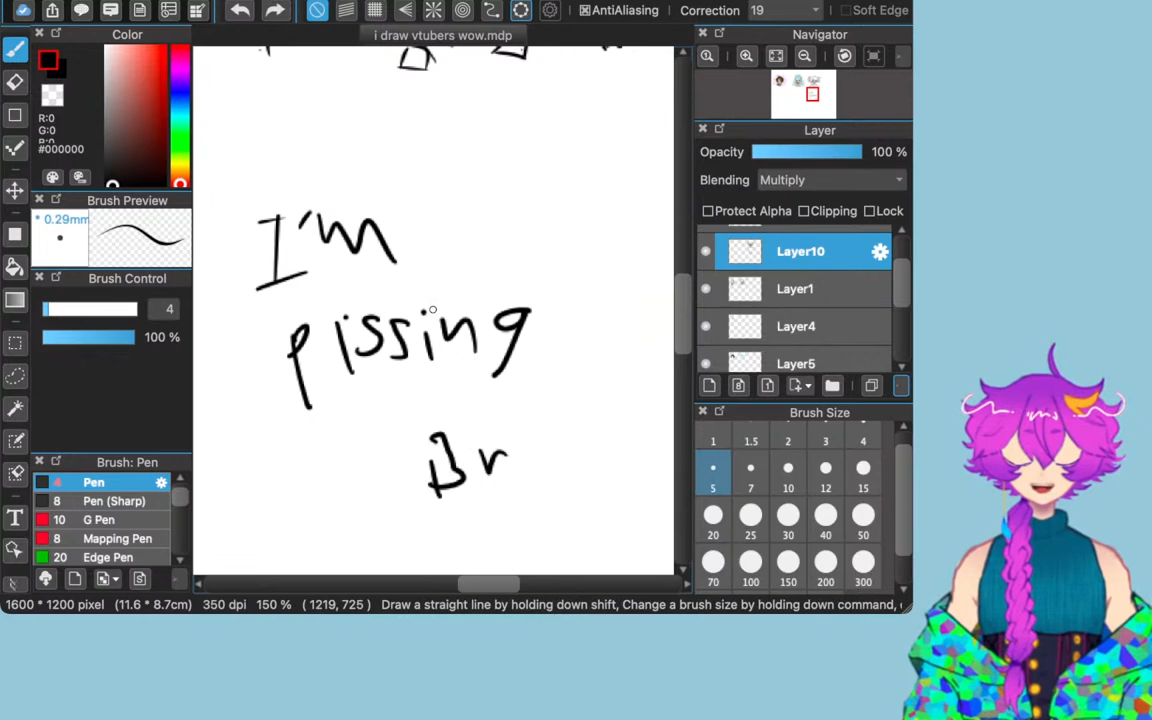 AntiAliasing Correction 19 Soft Edge
i draw vtubers wow.mdp
Color
R:0
G:0
B:0
#000000
Brush Preview
* 0.29mm
Brush Control
4
100 %
Brush: Pen
4 Pen
8 Pen (Sharp)
10 G Pen
8 Mapping Pen
20 Edge Pen
I'm
pissing
Br
Navigator
Layer
Opacity 100 %
Blending Multiply
Protect Alpha Clipping Lock
Layer10
Layer1
Layer4
Layer5
Brush Size
1 1.5 2 3 4
5 7 10 12 15
20 25 30 40 50
70 100 150 200 300
1600 * 1200 pixel (11.6 * 8.7cm) 350 dpi 150 % ( 1219, 725 ) Draw a straight line by holding down shift, Change a brush size by holding down command,